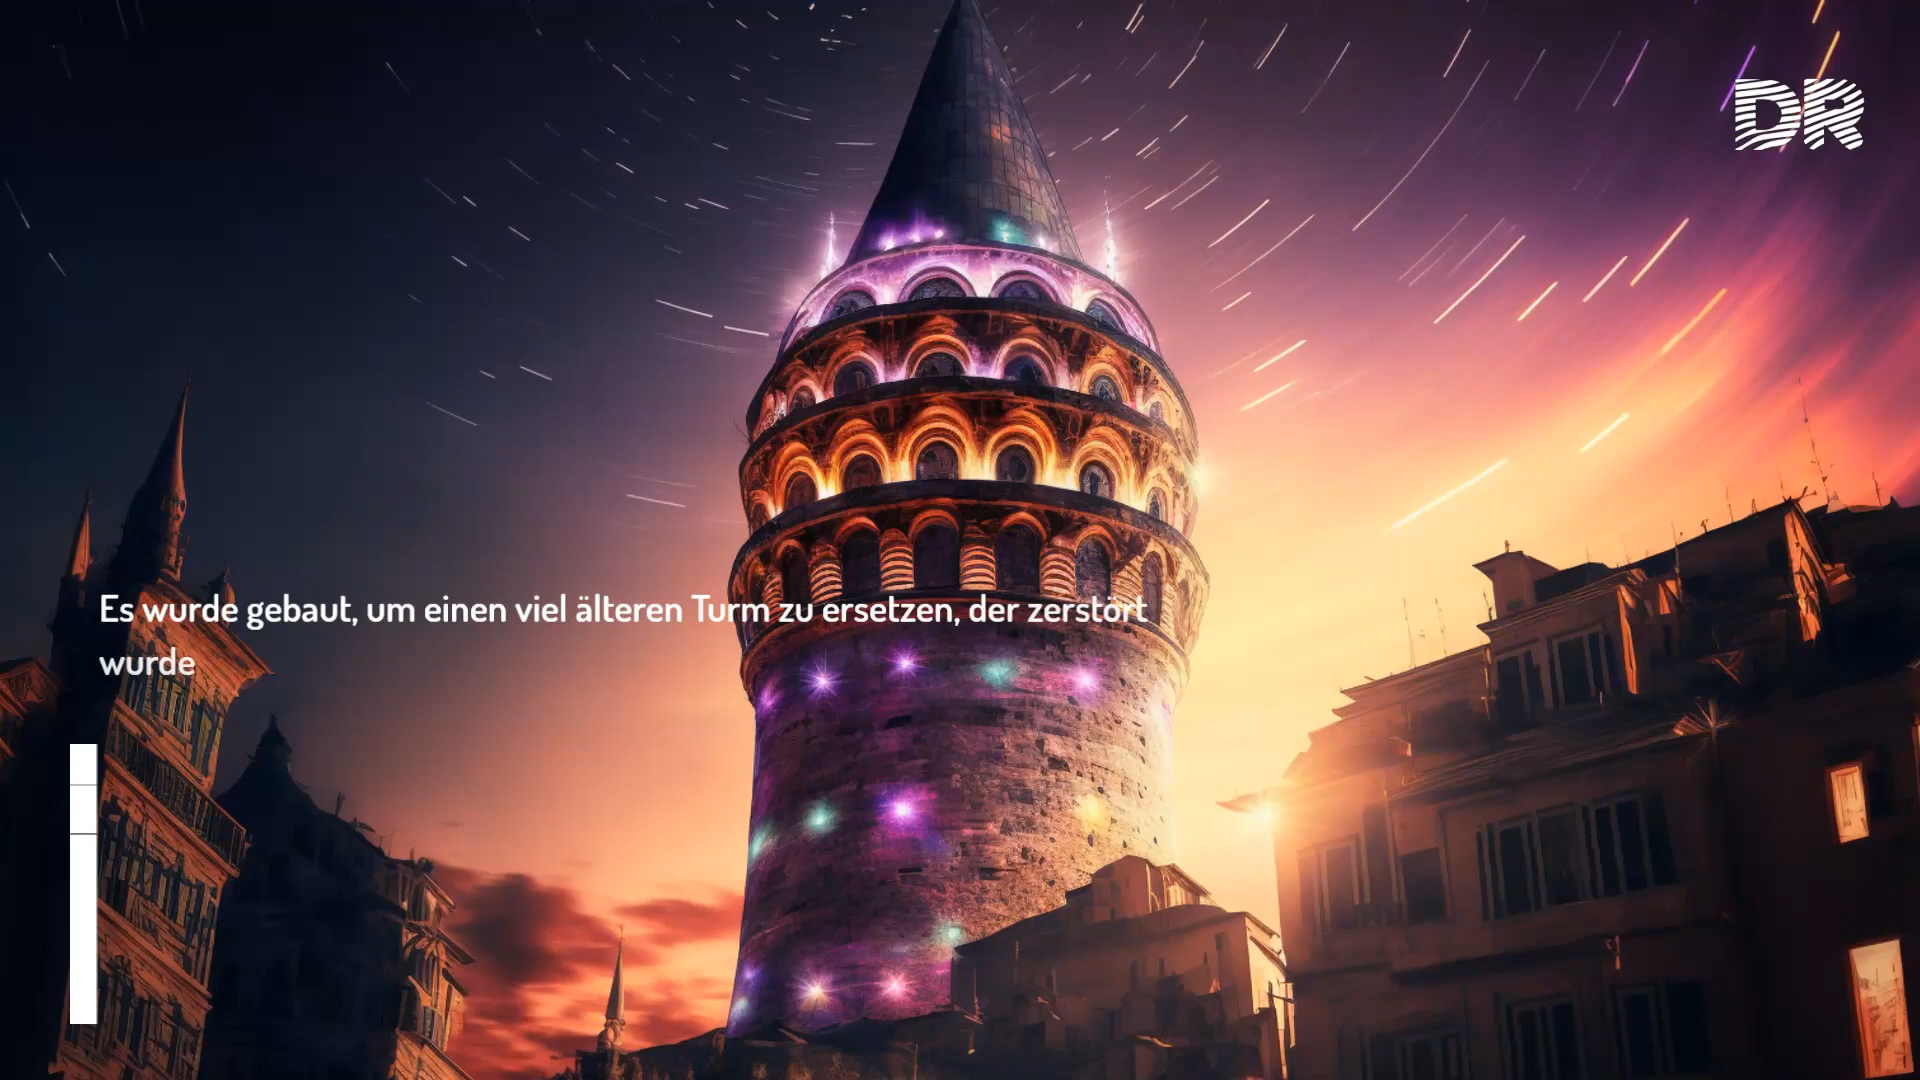 DR
Es wurde gebaut, um einen viel älteren Turm zu ersetzen, der zerstört
wurde